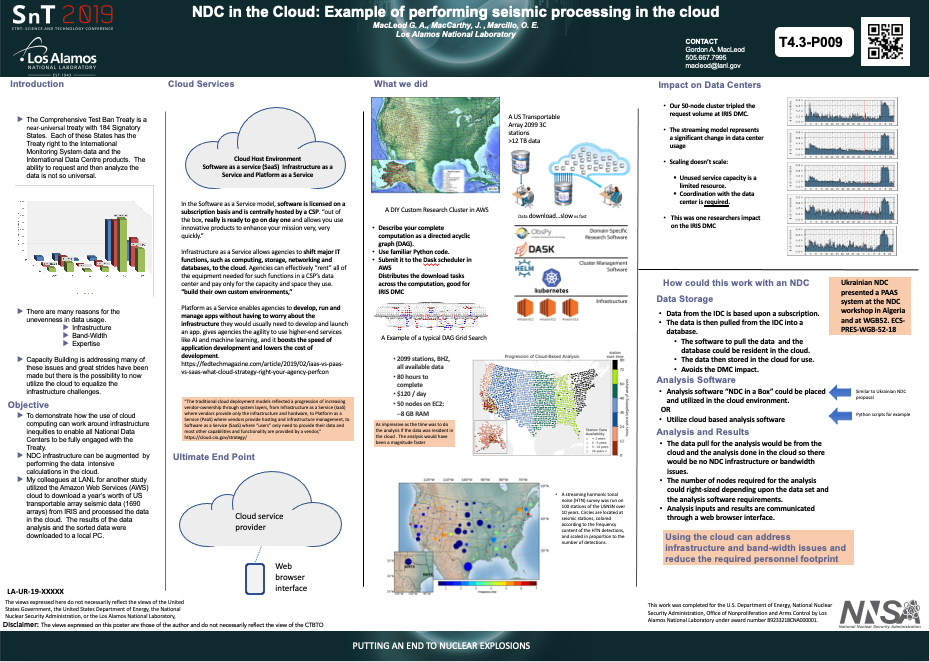 SnT 2019
CTBT: SCIENCE AND TECHNOLOGY CONFERENCE
Los Alamos
NATIONAL LABORATORY
EST. 1943
NDC in the Cloud: Example of performing seismic processing in the cloud
MacLeod G. A., MacCarthy, J. , Marcillo, O. E.
Los Alamos National Laboratory
CONTACT
Gordon A. MacLeod
505.667.7995
macleod@lanl.gov
T4.3-P009
Introduction
The Comprehensive Test Ban Treaty is a
near-universal treaty with 184 Signatory
States. Each of these States has the
Treaty right to the International
Monitoring System data and
International Data Centre products. The
ability to request and then analyze the
data is not so universal.
There are many reasons for the
unevenness in data usage.
Infrastructure
Band-Width
Expertise
Capacity Building is addressing many of
these issues and great strides have been
made but there is the possibility to now
utilize the cloud to equalize the
infrastructure challenges.
Objective
To demonstrate how the use of cloud
computing can work around infrastructure
inequities to enable all National Data
Centers to be fully engaged with the
Treaty.
NDC infrastructure can be augmented by
performing the data intensive
calculations in the cloud.
My colleagues at LANL for another study
utilized the Amazon Web Services (AWS)
cloud to download a year's worth of US
transportable array seismic data (1690
arrays) from IRIS and processed the data
in the cloud. The results of the data
analysis and the sorted data were
downloaded to a local PC.
LA-UR-19-XXXXX
The views expressed here do not necessarily reflect the views of the United
States Government, the United States Department of Energy, the National
Nuclear Security Administration, or the Los Alamos National Laboratory,
Disclaimer: The views expressed on this poster are those of the author and do not necessarily reflect the view of the CTBTO
Cloud Services
Cloud Host Environment
Software as a service (SaaS) Infrastructure as a
Service and Platform as a Service
In the Software as a Service model, software is licensed on a
subscription basis and is centrally hosted by a CSP. "out of
the box, really is ready to go on day one and allows you use
innovative products to enhance your mission very, very
quickly."
Infrastructure as a Service allows agencies to shift major IT
functions, such as computing, storage, networking and
databases, to the cloud. Agencies can effectively "rent" all of
the equipment needed for such functions in a CSP's data
center and pay only for the capacity and space they use.
"build their own custom environments,"
Platform as a Service enables agencies to develop, run and
manage apps without having to worry about the
infrastructure they would usually need to develop and launch
an app. gives agencies the ability to use higher-end services
like AI and machine learning, and it boosts the speed of
application development and lowers the cost of
development.
https://fedtechmagazine.com/article/2019/02/iaas-vs-paas-
vs-saas-what-cloud-strategy-right-your-agency-perfcon
"The traditional cloud deployment models reflected a progression of increasing
vendor-ownership through system layers, from Infrastructure as a Service (IaaS)
where vendors provide only the infrastructure and hardware, to Platform as a
Service (PaaS) where vendors provide hosting and infrastructure management, to
Software as a Service (SaaS) where "users" only need to provide their data and
most other capabilities and functionality are provided by a vendor,"
https://cloud.cio.gov/strategy/
Ultimate End Point
Cloud service
provider
Web
browser
interface
What we did
A US Transportable
Array 2099 3C
stations
>12 TB data
Data download...slow vs fast
A DIY Custom Research Cluster in AWS
Describe your complete
computation as a directed acyclic
graph (DAG).
Use familiar Python code.
Submit it to the Dask scheduler in
AWS
Distributes the download tasks
across the computation, good for
IRIS DMC
ObsPy
DASK
HELM
kubernetes
Domain-Specific
Research Software
Cluster Management
Software
Infrastructure
A Example of a typical DAG Grid Search
2099 stations, BHZ,
all available data
80 hours to
complete
$120 / day
50 nodes on EC2:
~8 GB RAM
As impressive as the time was to do
the analysis if the data was resident
in the cloud. The analysis would have
been a magnitude faster
Progression of Cloud-Based Analysis
station
start time
A streaming harmonic tonal
noise (HTN) survey was run on
100 stations of the USNSN over
10 years. Circles are located at
seismic stations, colored
according to the frequency
content of the HTN detections,
and scaled in proportion to the
number of detections.
Impact on Data Centers
Our 50-node cluster tripled the
request volume at IRIS DMC.
The streaming model represents
a significant change in data center
usage
Scaling doesn't scale:
Unused service capacity is a
limited resource.
Coordination with the data
center is required.
This was one researchers impact
on the IRIS DMC
How could this work with an NDC
Data Storage
Data from the IDC is based upon a subscription.
The data is then pulled from the IDC into a
database.
The software to pull the data and the
database could be resident in the cloud.
The data then stored in the cloud for use.
Avoids the DMC impact.
Ukrainian NDC
presented a PAAS
system at the NDC
workshop in Algeria
and at WGB52. ECS-
PRES-WGB-52-18
Analysis Software
Analysis software "NDC in a Box" could be placed
and utilized in the cloud environment.
OR
Utilize cloud based analysis software
Similar to Ukrainian NDC
proposal
Python scripts for example
Analysis and Results
The data pull for the analysis would be from
the cloud and the analysis done in the cloud so there
would be no NDC infrastructure or bandwidth
issues.
The number of nodes required for the analysis
could right-sized depending upon the data set and
the analysis software requirements.
Analysis inputs and results are communicated
through a web browser interface.
Using the cloud can address
infrastructure and band-width issues and
reduce the required personnel footprint
This work was completed for the U.S. Department of Energy, National Nuclear
Security Administration, Office of Nonproliferation and Arms Control by Los
Alamos National Laboratory under award number 89233218CNA000001.
NNSA
National Nuclear Security Administration
PUTTING AN END TO NUCLEAR EXPLOSIONS